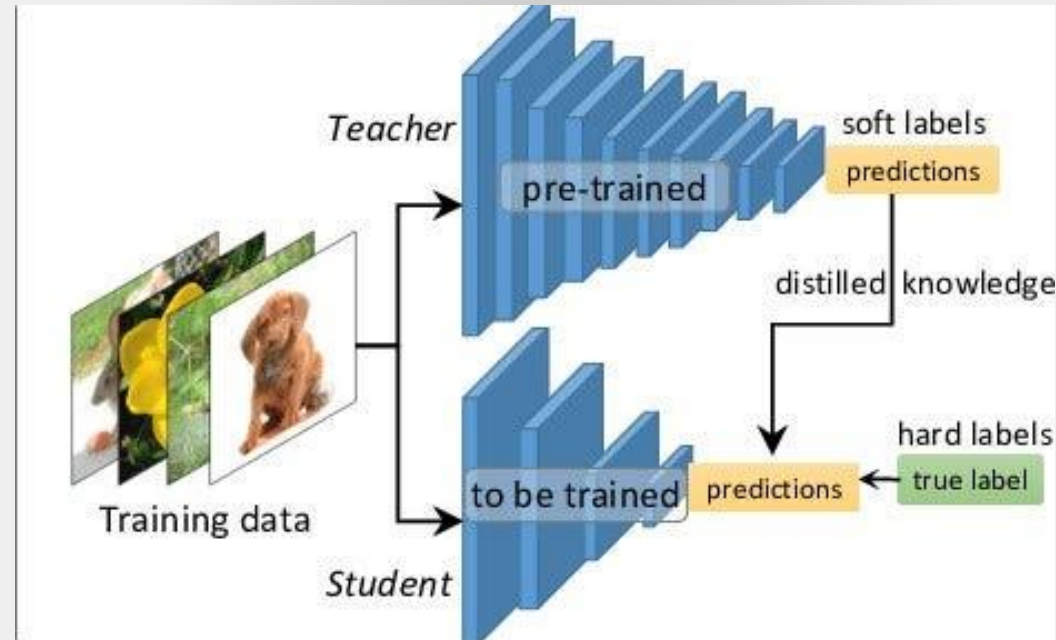 Teacher
pre-trained
soft labels
predictions
distilled knowledge
Training data
to be trained
predictions
hard labels
true label
Student